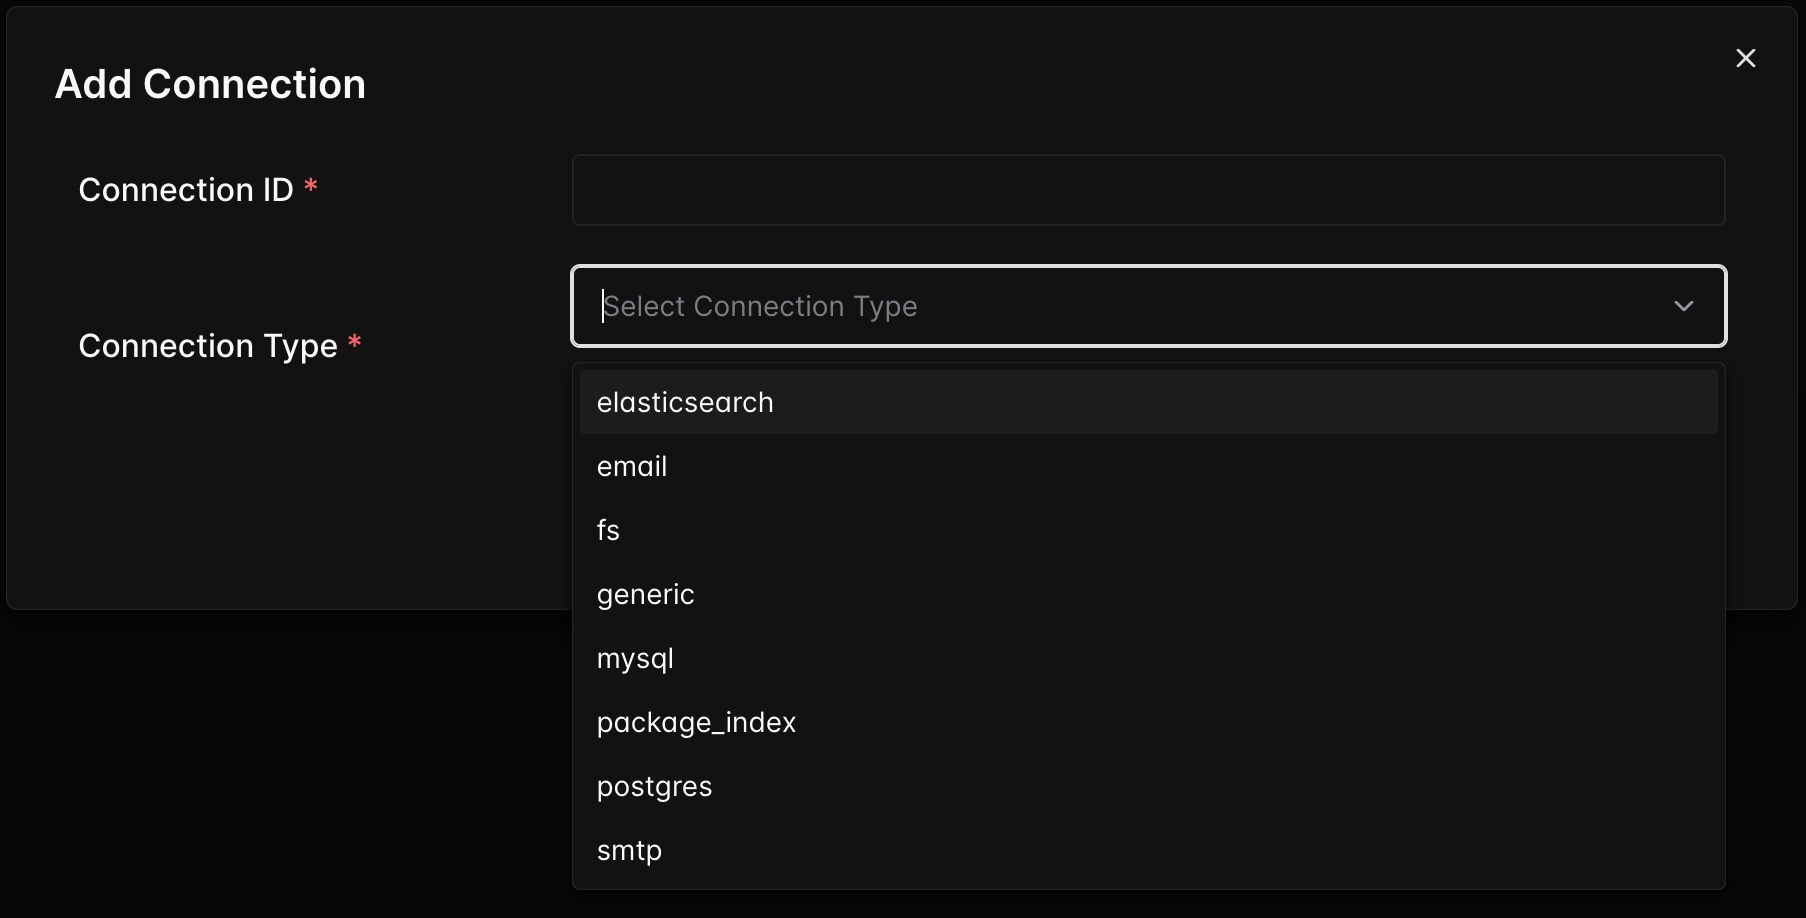 Add Connection
Connection ID *
Connection Type *
Select Connection Type
elasticsearch
email
fs
generic
mysql
package_index
postgres
smtp